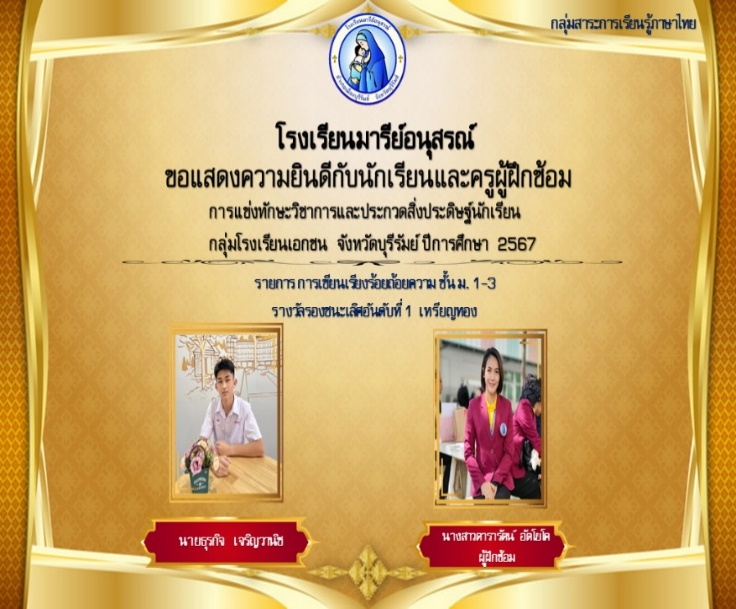 กลุ่มสาระการเรียนรู้ภาษาไทย
โรงเรียนมารีย์อนุสรณ์
ขอแสดงความยินดีกับนักเรียนและครูผู้ฝึกซ้อม
การแข่งทักษะวิชาการและประกวดสิ่งประดิษฐ์นักเรียน
กลุ่มโรงเรียนเอกชน จังหวัดบุรีรัมย์ ปีการศึกษา 2567
รายการ การเขียนเรียงร้อยถ้อยความ ชั้น ม. 1-3
รางวัลรองชนะเลิศอันดับที่ 1 เหรียญทอง
นายธุรกิจ เจริญวานิช
นางสาวดารารัตน์ อัดโยโค
ผู้ฝึกซ้อม